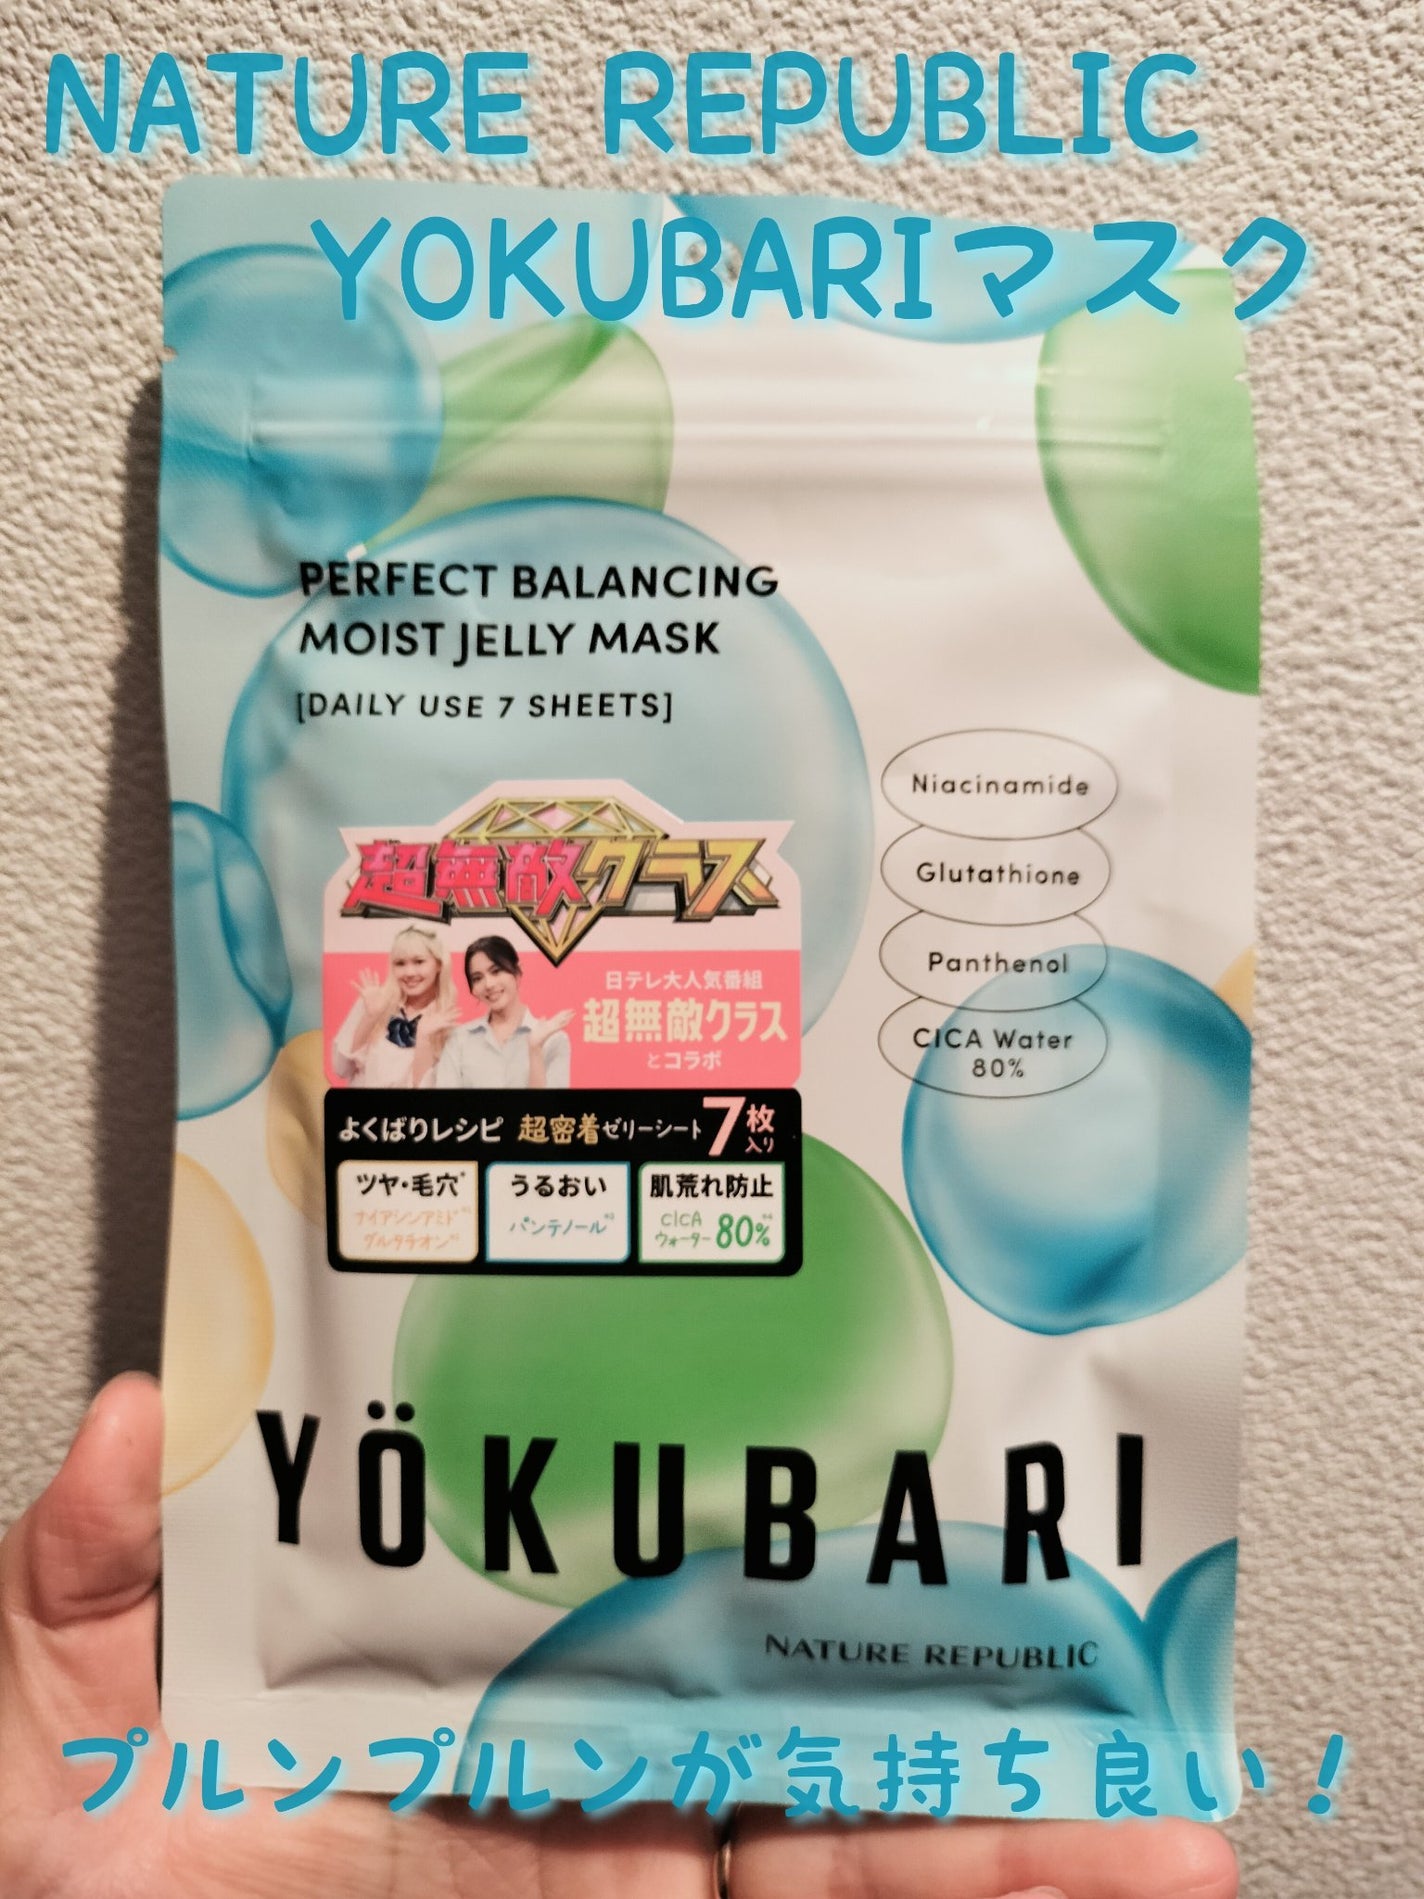 NATURE REPUBLIC
YOKUBARIマスク
PERFECT BALANCING
MOIST JELLY MASK
[DAILY USE 7 SHEETS]
Niacinamide
Glutathione
Panthenol
CICA Water
80%
超無敵クラス
日テレ大人気番組
超無敵クラス
とコラボ
よくばりレシピ 超密着ゼリーシート 7枚入り
ツヤ・毛穴*
ナイアシンアミド
グルタチオン
うるおい
パンテノール
肌荒れ防止
CICA
ウォーター 80%
YÖKUBARI
NATURE REPUBLIC
プルンプルンが気持ち良い！